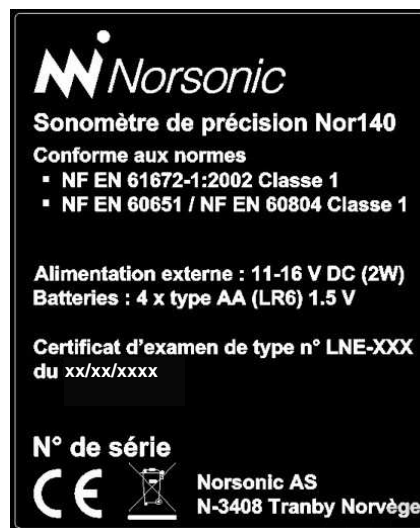 Norsonic
Sonomètre de précision Nor140
Conforme aux normes
▪ NF EN 61672-1:2002 Classe 1
▪ NF EN 60651 / NF EN 60804 Classe 1
Alimentation externe : 11-16 V DC (2W)
Batteries : 4 x type AA (LR6) 1.5 V
Certificat d'examen de type n° LNE-XXX
du xx/xx/xxxx
N° de série
CE
Norsonic AS
N-3408 Tranby Norvège